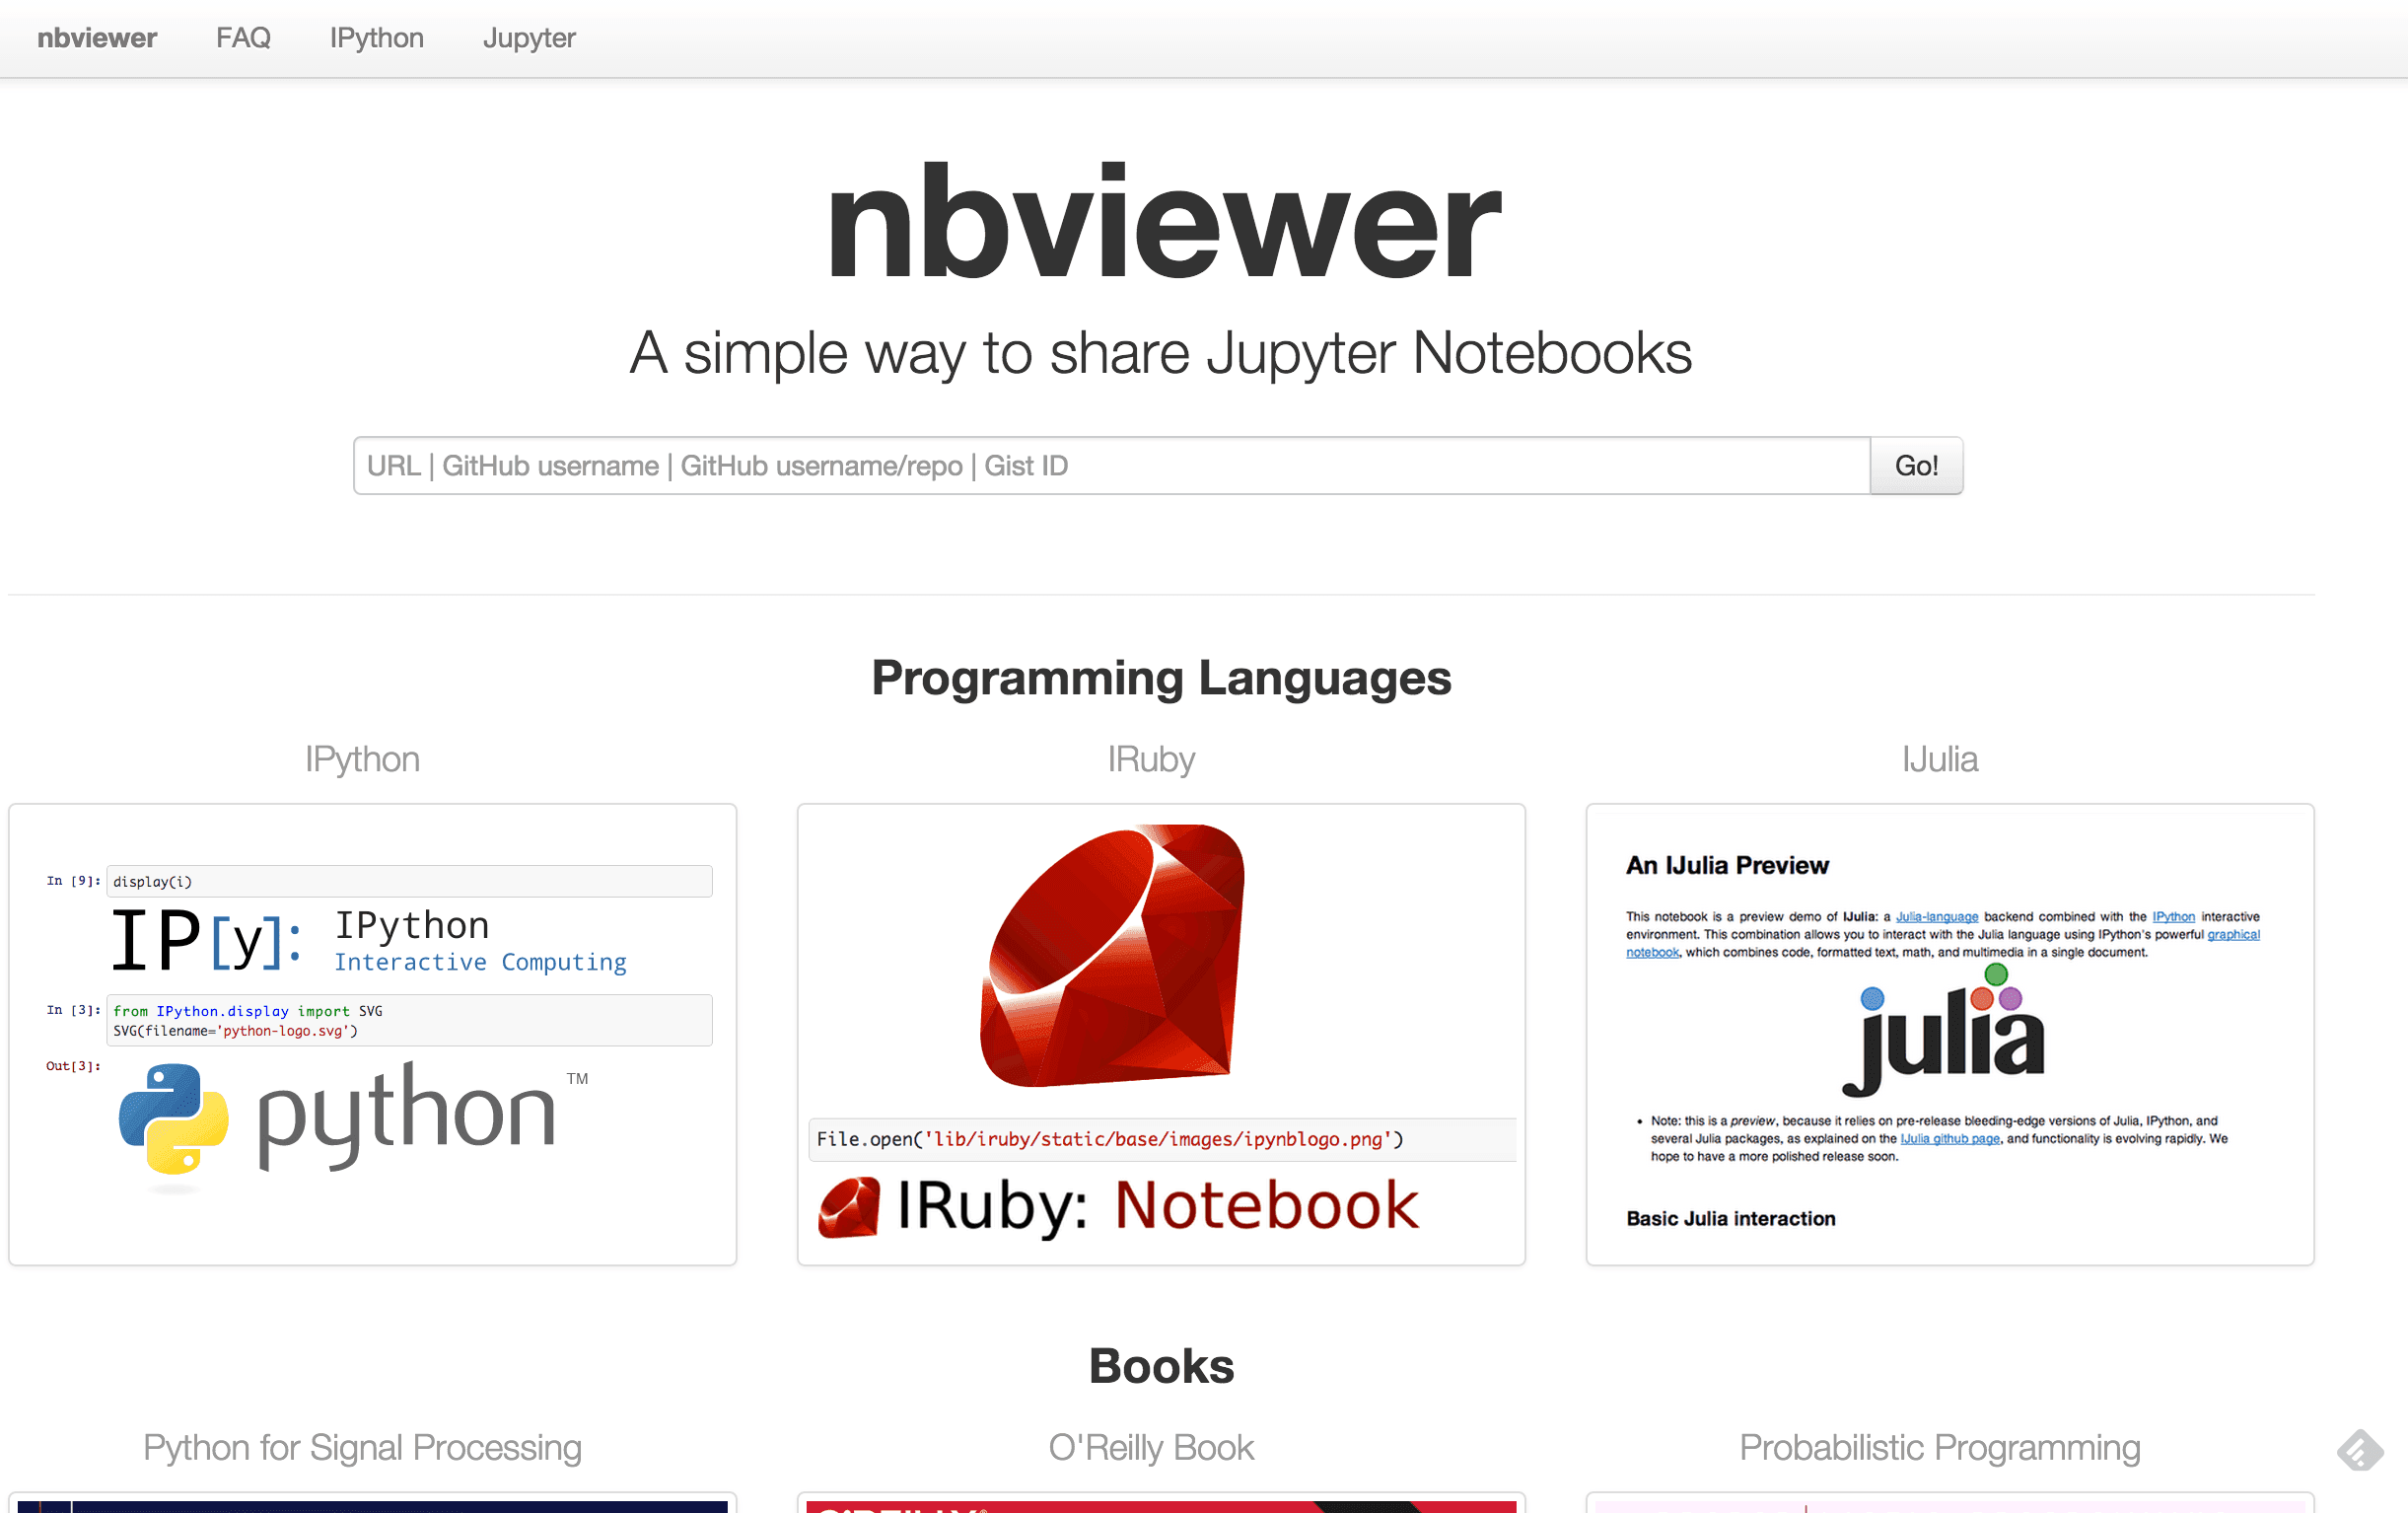 nbviewer FAQ IPython Jupyter
nbviewer
A simple way to share Jupyter Notebooks
URL | GitHub username | GitHub username/repo | Gist ID
Go!
Programming Languages
IPython
IRuby
IJulia
In [9]: display(i)
IP[y]: IPython
Interactive Computing
In [3]: from IPython.display import SVG
SVG(filename='python-logo.svg')
Out[3]:
python TM
File.open('lib/iruby/static/base/images/ipynblogo.png')
IRuby: Notebook
An IJulia Preview
This notebook is a preview demo of IJulia: a Julia-language backend combined with the IPython interactive
environment. This combination allows you to interact with the Julia language using IPython's powerful graphical
notebook, which combines code, formatted text, math, and multimedia in a single document.
julia
• Note: this is a preview, because it relies on pre-release bleeding-edge versions of Julia, IPython, and
several Julia packages, as explained on the IJulia github page, and functionality is evolving rapidly. We
hope to have a more polished release soon.
Basic Julia interaction
Books
Python for Signal Processing
O'Reilly Book
Probabilistic Programming